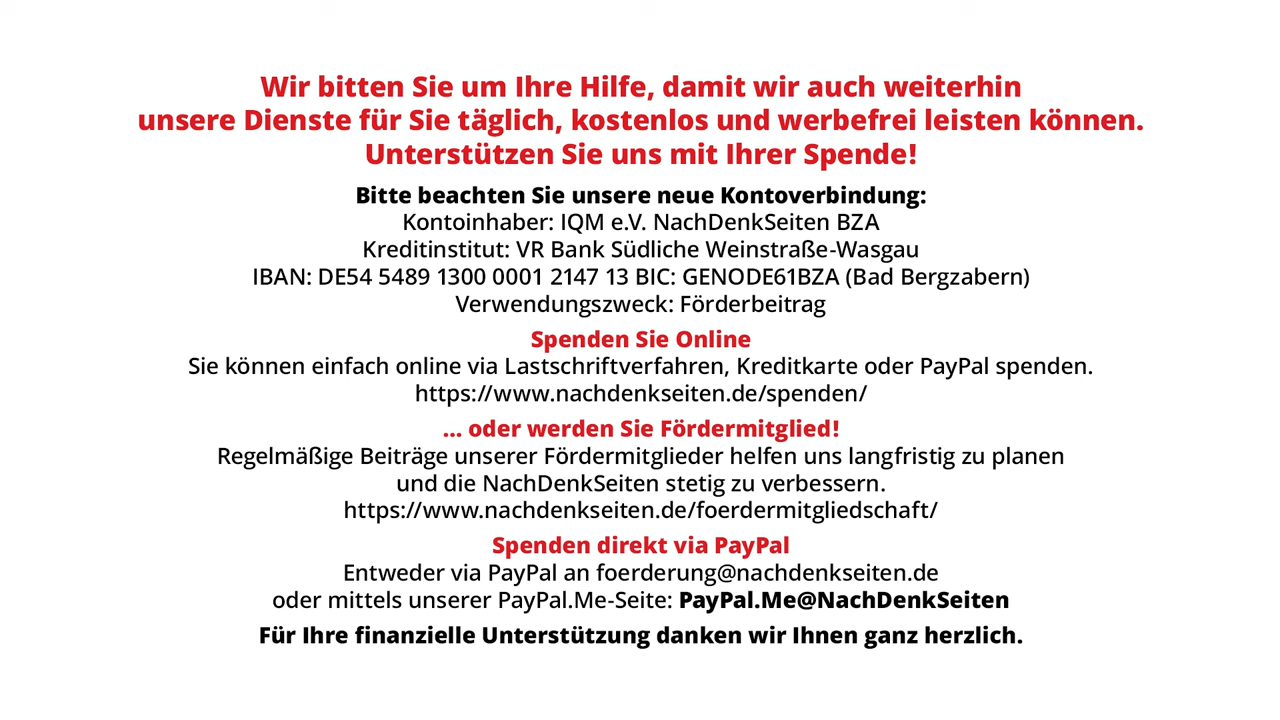 Wir bitten Sie um Ihre Hilfe, damit wir auch weiterhin
unsere Dienste für Sie täglich, kostenlos und werbefrei leisten können.
Unterstützen Sie uns mit Ihrer Spende!
Bitte beachten Sie unsere neue Kontoverbindung:
Kontoinhaber: IQM e.V. NachDenkSeiten BZA
Kreditinstitut: VR Bank Südliche Weinstraße-Wasgau
IBAN: DE54 5489 1300 0001 2147 13 BIC: GENODE61BZA (Bad Bergzabern)
Verwendungszweck: Förderbeitrag
Spenden Sie Online
Sie können einfach online via Lastschriftverfahren, Kreditkarte oder PayPal spenden.
https://www.nachdenkseiten.de/spenden/
... oder werden Sie Fördermitglied!
Regelmäßige Beiträge unserer Fördermitglieder helfen uns langfristig zu planen
und die NachDenkSeiten stetig zu verbessern.
https://www.nachdenkseiten.de/foerdermitgliedschaft/
Spenden direkt via PayPal
Entweder via PayPal an foerderung@nachdenkseiten.de
oder mittels unserer PayPal.Me-Seite: PayPal.Me@NachDenkSeiten
Für Ihre finanzielle Unterstützung danken wir Ihnen ganz herzlich.